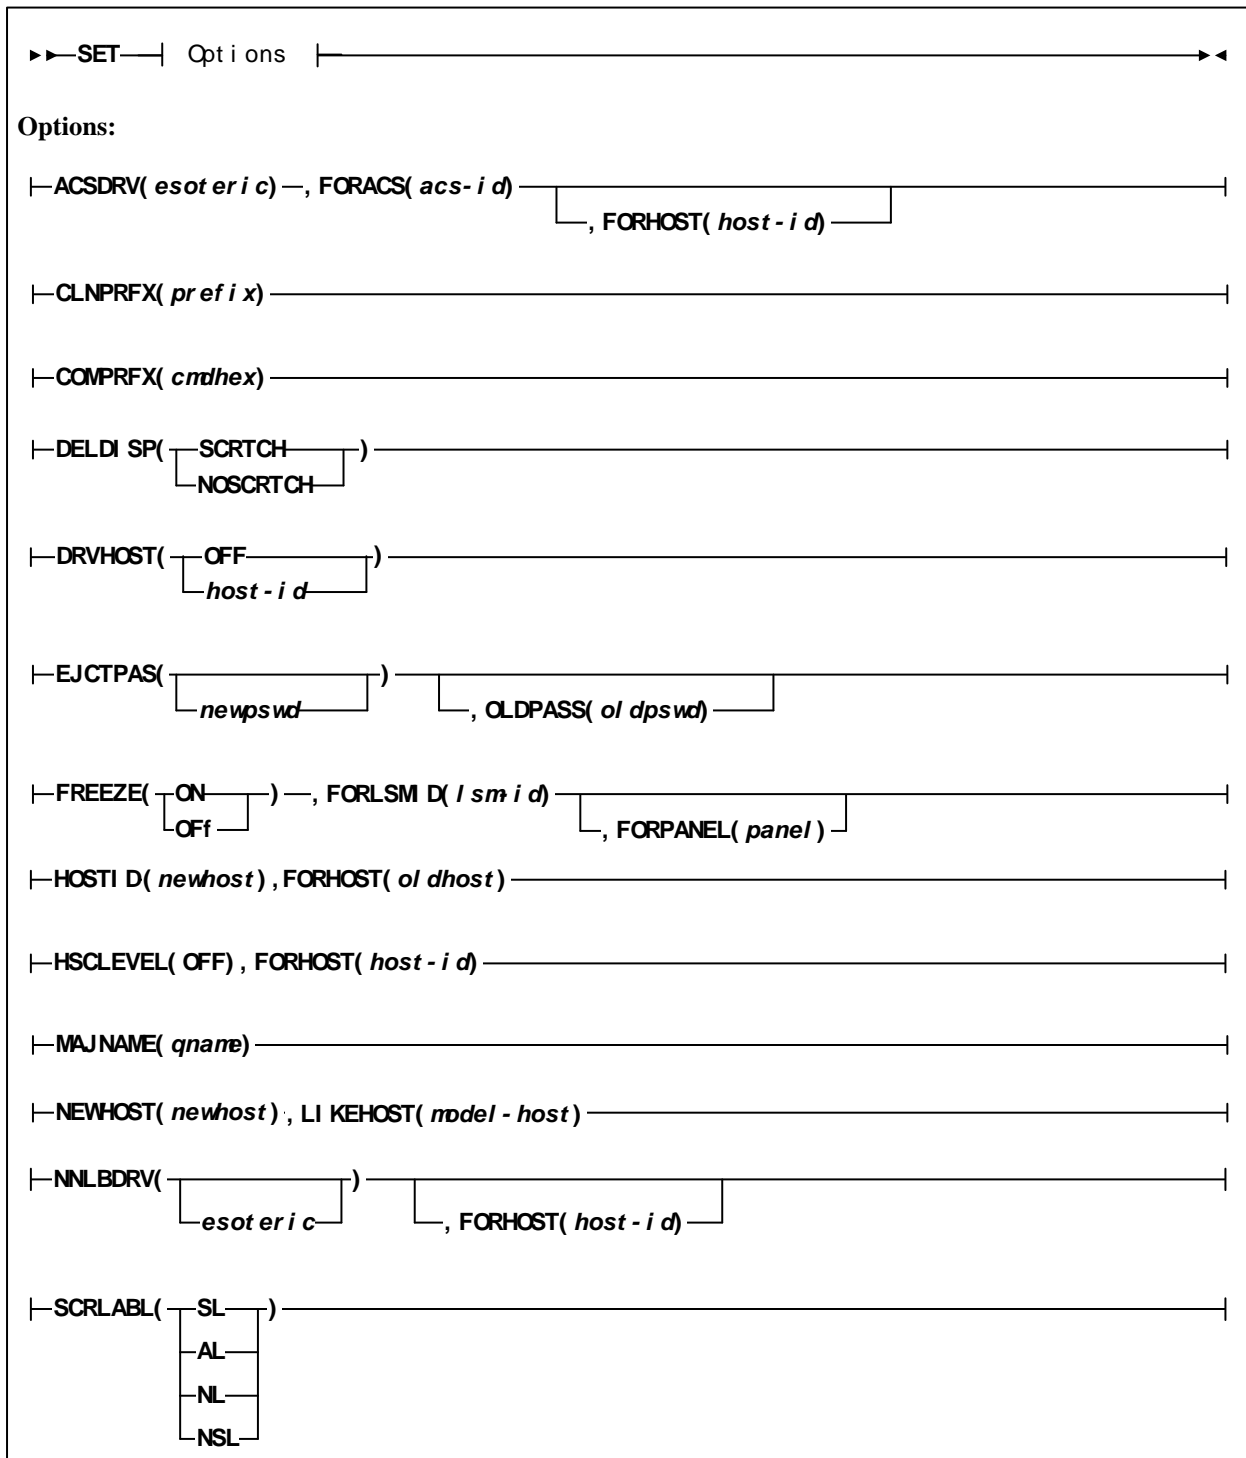 SET Options
Options:
ACSDRV(esoteric) , FORACS(acs-id)
, FORHOST(host-id)
CLNPRFX(prefix)
COMPRFX(cmdhex)
DELDISP( SCRTCH )
NOSCRTCH
DRVHOST( OFF )
host-id
EJCTPAS( )
newpswd , OLDPASS(oldpswd)
FREEZE( ON ) , FORLSMID(lsm-id)
OFf , FORPANEL(panel)
HOSTID(newhost) ,FORHOST(oldhost)
HSCLEVEL(OFF) , FORHOST(host-id)
MAJNAME(qname)
NEWHOST(newhost) , LIKEHOST(model-host)
NNLBDRV( )
esoteric , FORHOST(host-id)
SCRLABL( SL )
AL
NL
NSL